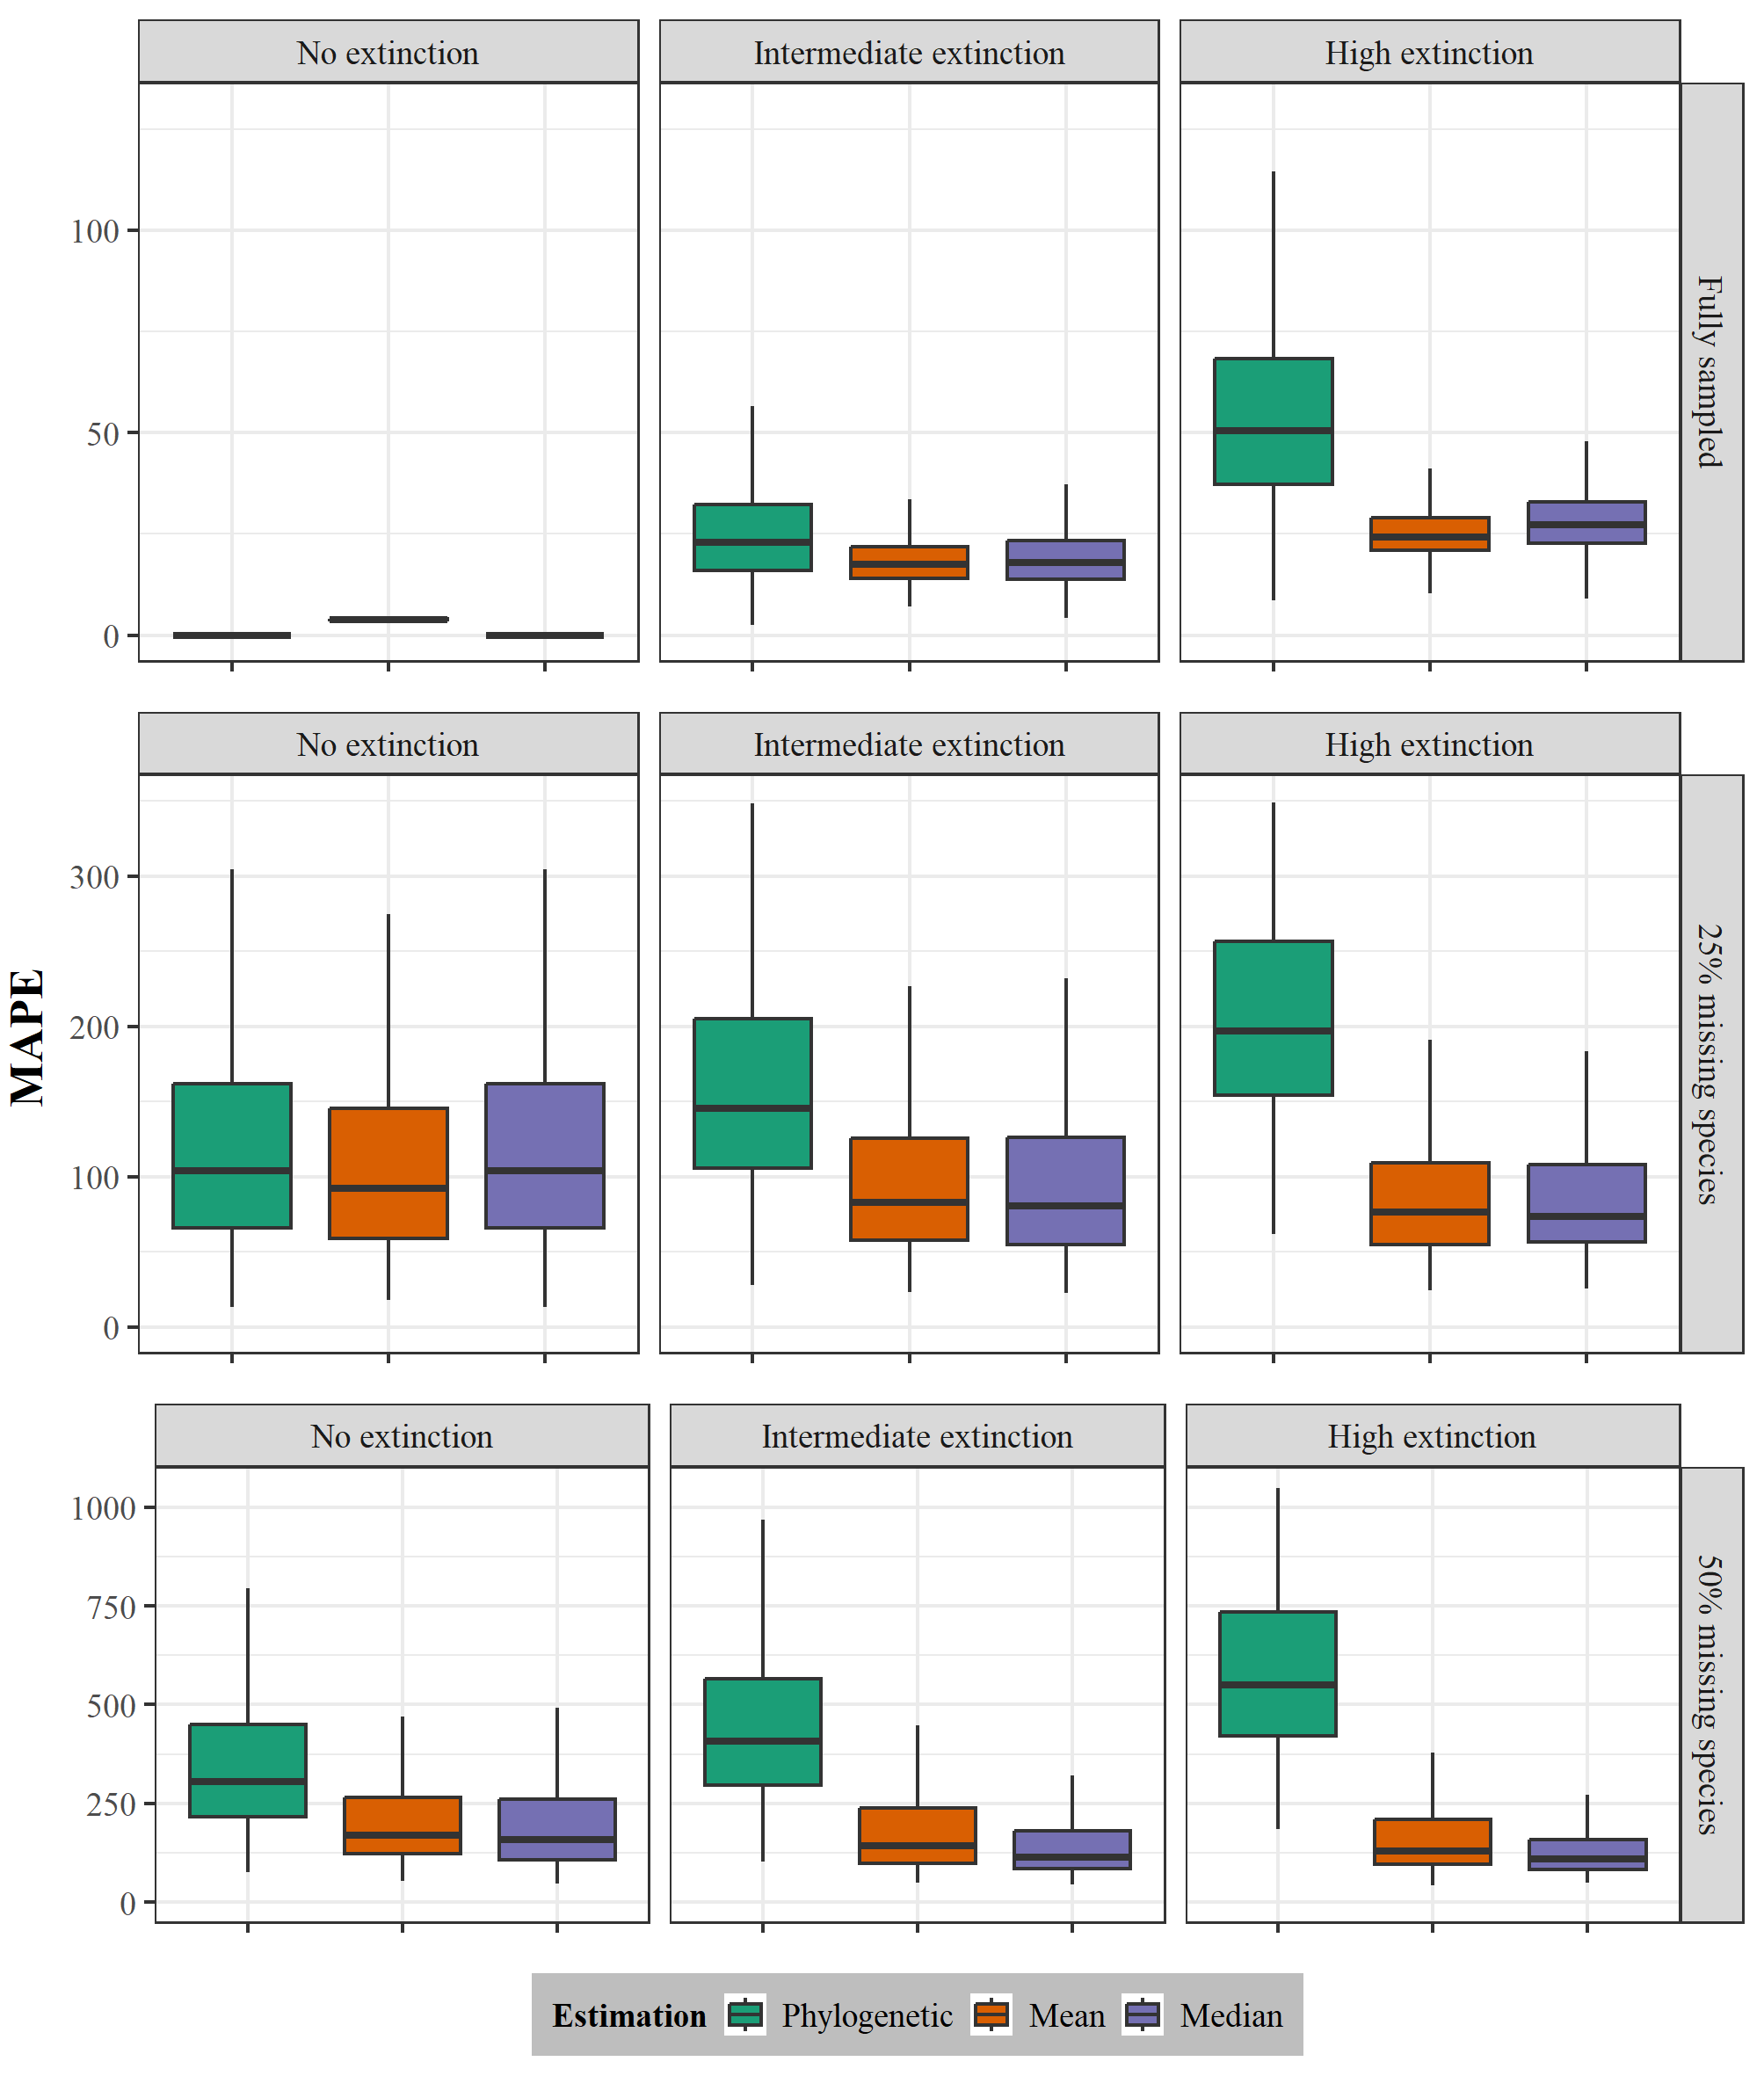 No extinction
Intermediate extinction
High extinction
100
50
0
Fully sampled
No extinction
Intermediate extinction
High extinction
300
200
100
0
25% missing species
MAPE
No extinction
Intermediate extinction
High extinction
1000
750
500
250
0
50% missing species
Estimation Phylogenetic Mean Median